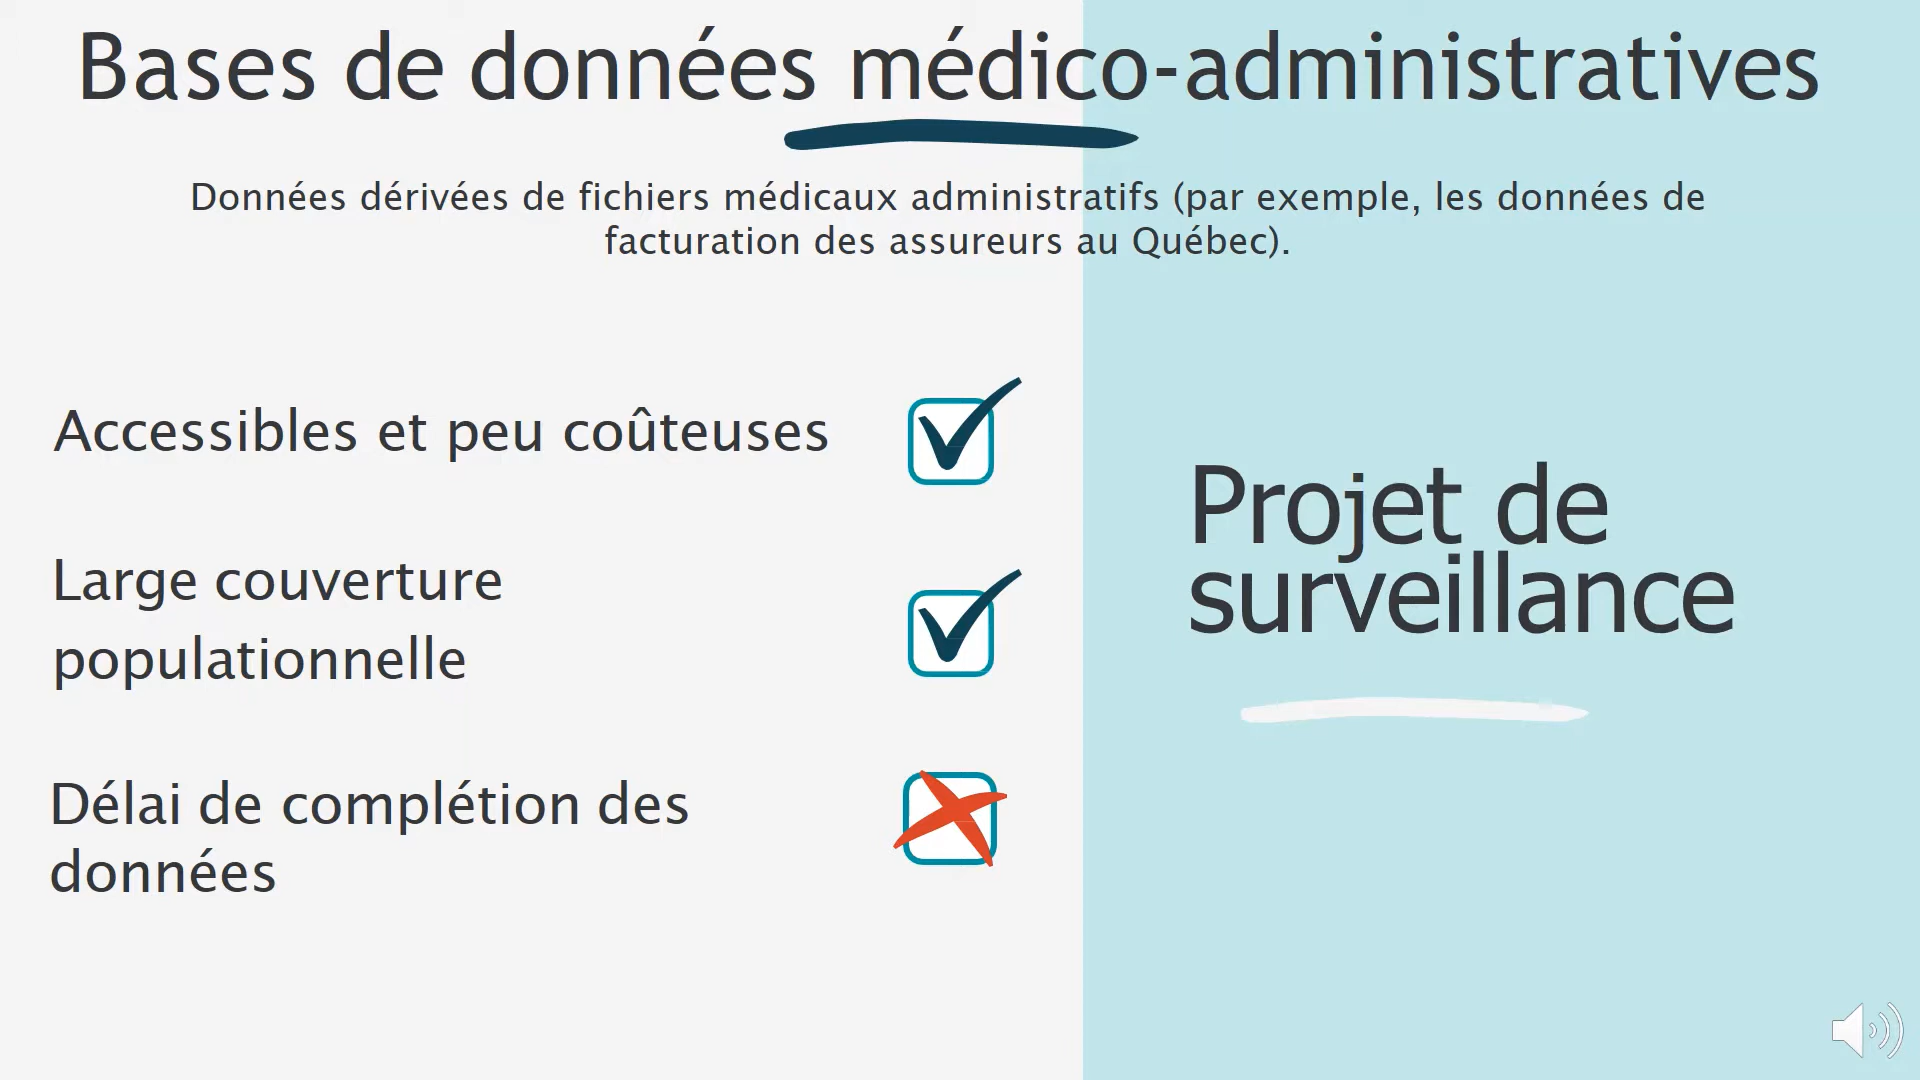 Bases de données médico-administratives
Données dérivées de fichiers médicaux administratifs (par exemple, les données de
facturation des assureurs au Québec).
Accessibles et peu coûteuses
Large couverture
populationnelle
Délai de complétion des
données
Projet de
surveillance